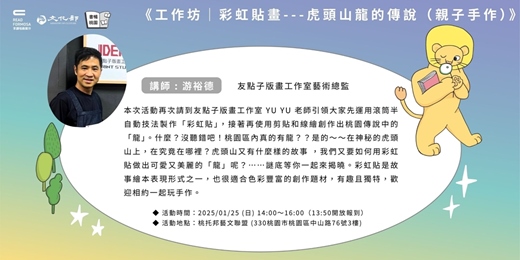 《工作坊｜彩虹貼畫---虎頭山龍的傳說（親子手作）》
文化部
講師：游裕德
友點子版畫工作室藝術總監
本次活動再次請到友點子版畫工作室 YU YU 老師引領大家先運用滾筒半
自動技法製作「彩虹貼」，接著再使用剪貼和線繪創作出桃園傳說中的
「龍」。什麼？沒聽錯吧！桃園區內真的有龍？？是的～～在神秘的虎頭
山上，在究竟在哪裡？虎頭山又有什麼樣的故事 ，我們又要如何用彩虹
貼做出可愛又美麗的「龍」呢？……謎底等你一起來揭曉。彩虹貼是故
事繪本表現形式之一，也很適合色彩豐富的創作題材，有趣且獨特，歡
迎相約一起玩手作。
◆ 活動時間：2025/01/25 (日) 14:00～16:00（13:50開放報到）
◆ 活動地點：桃托邦藝文聯盟 (330桃園市桃園區中山路76號3樓)